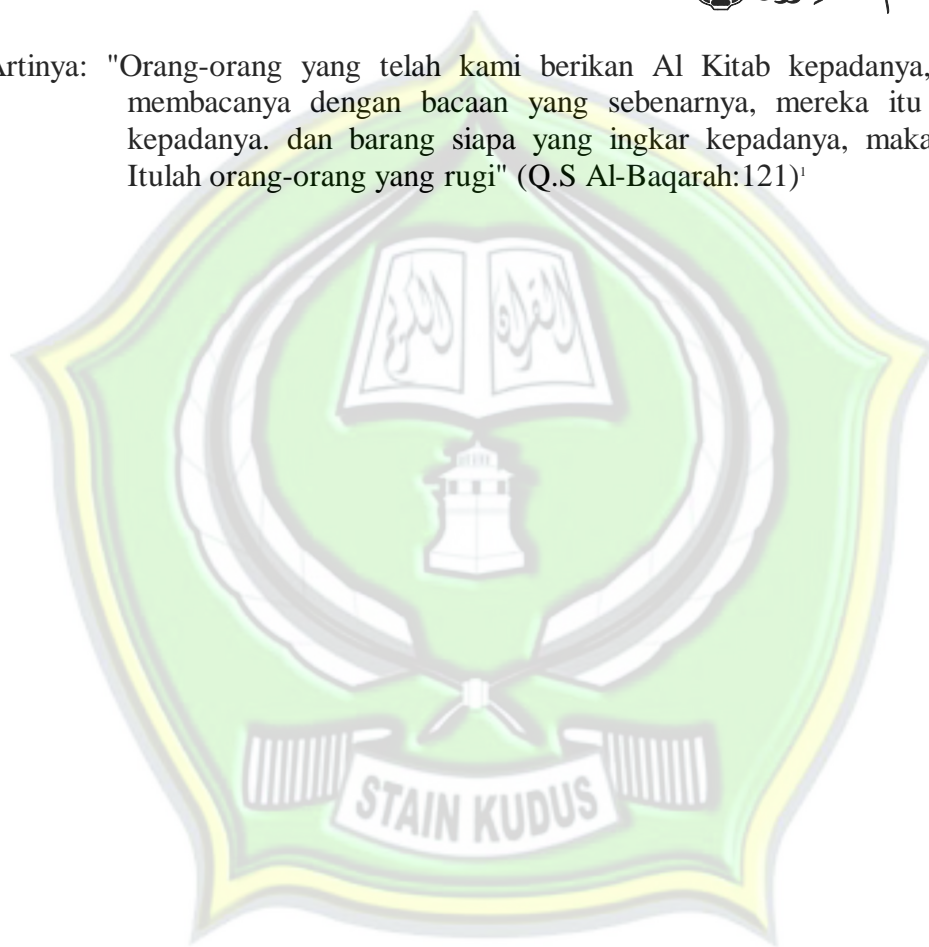 Artinya: "Orang-orang yang telah kami berikan Al Kitab kepadanya,
membacanya dengan bacaan yang sebenarnya, mereka itu
kepadanya. dan barang siapa yang ingkar kepadanya, maka
Itulah orang-orang yang rugi" (Q.S Al-Baqarah:121)¹
STAIN KUDUS